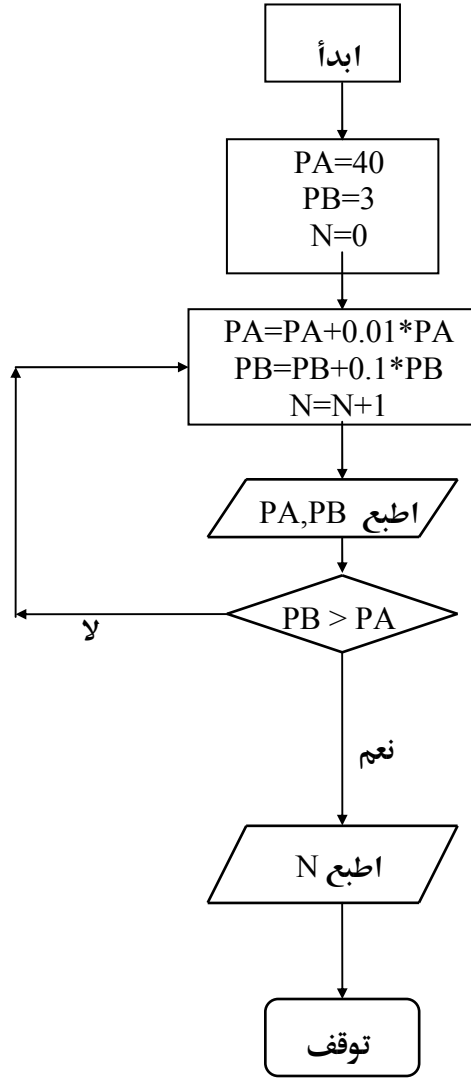 ابدأ
PA=40
PB=3
N=0
PA=PA+0.01*PA
PB=PB+0.1*PB
N=N+1
اطبع PA,PB
PB > PA
لا
نعم
اطبع N
توقف